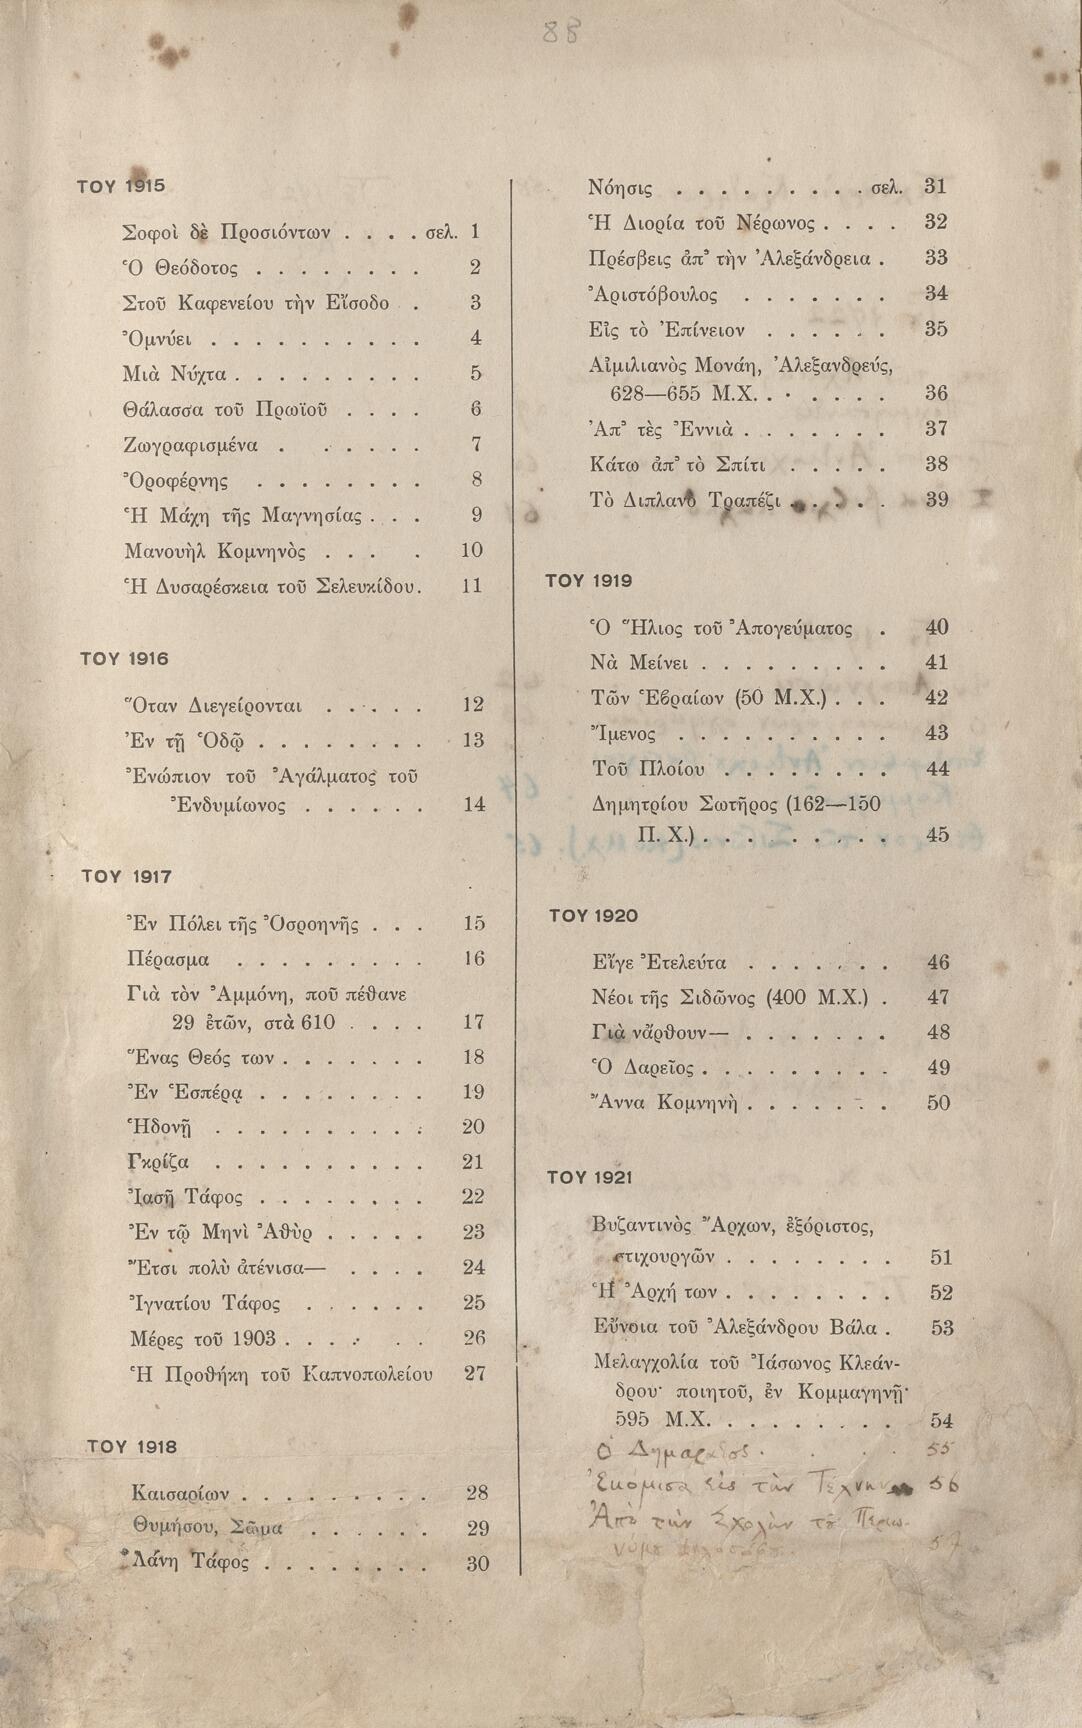 88
ΤΟΥ 1915
Σοφοὶ δὲ Προσιόντων . . . . σελ. 1
Ὁ Θεόδοτος . . . . . . . . 2
Στοῦ Καφενείου τὴν Εἴσοδο . 3
Ὀμνύει . . . . . . . . . . 4
Μιὰ Νύχτα . . . . . . . . . 5
Θάλασσα τοῦ Πρωϊοῦ . . . . 6
Ζωγραφισμένα . . . . . . 7
Ὀροφέρνης . . . . . . . . 8
Ἡ Μάχη τῆς Μαγνησίας . . . 9
Μανουὴλ Κομνηνὸς . . . . 10
Ἡ Δυσαρέσκεια τοῦ Σελευκίδου . 11
ΤΟΥ 1916
Ὅταν Διεγείρονται . . . . . 12
Ἐν τῇ Ὁδῷ . . . . . . . . 13
Ἐνώπιον τοῦ Ἀγάλματος τοῦ
Ἐνδυμίωνος . . . . . . 14
ΤΟΥ 1917
Ἐν Πόλει τῆς Ὀσροηνῆς . . . 15
Πέρασμα . . . . . . . . . 16
Γιὰ τὸν Ἀμμόνη, ποῦ πέθανε
29 ἐτῶν, στὰ 610 . . . . 17
Ἕνας Θεός των . . . . . . . 18
Ἐν Ἑσπέρᾳ . . . . . . . . 19
Ἡδονῇ . . . . . . . . . . 20
Γκρίζα . . . . . . . . . . 21
Ἰασῆ Τάφος . . . . . . . . 22
Ἐν τῷ Μηνὶ Ἀθὺρ . . . . . 23
Ἔτσι πολὺ ἀτένισα— . . . . 24
Ἰγνατίου Τάφος . . . . . . 25
Μέρες τοῦ 1903 . . . . . . 26
Ἡ Προθήκη τοῦ Καπνοπωλείου 27
ΤΟΥ 1918
Καισαρίων . . . . . . . . . 28
Θυμήσου, Σῶμα . . . . . . 29
Λάνη Τάφος . . . . . . . . 30
Νόησις . . . . . . . . . σελ. 31
Ἡ Διορία τοῦ Νέρωνος . . . . 32
Πρέσβεις ἀπ' τὴν Ἀλεξάνδρεια . 33
Ἀριστόβουλος . . . . . . . 34
Εἰς τὸ Ἐπίνειον . . . . . . 35
Αἰμιλιανὸς Μονάη, Ἀλεξανδρεύς,
628—655 Μ.Χ. . . . . . . 36
Ἀπ' τὲς Ἐννιὰ . . . . . . . 37
Κάτω ἀπ' τὸ Σπίτι . . . . . 38
Τὸ Διπλανὸ Τραπέζι . . . . . 39
ΤΟΥ 1919
Ὁ Ἥλιος τοῦ Ἀπογεύματος . 40
Νὰ Μείνει . . . . . . . . . 41
Τῶν Ἑβραίων (50 Μ.Χ.) . . . 42
Ἴμενος . . . . . . . . . . 43
Τοῦ Πλοίου . . . . . . . . 44
Δημητρίου Σωτῆρος (162—150
Π. Χ.) . . . . . . . . . 45
ΤΟΥ 1920
Εἴγε Ἐτελεύτα . . . . . . . 46
Νέοι τῆς Σιδῶνος (400 Μ.Χ.) . 47
Γιὰ νἄρθουν— . . . . . . . 48
Ὁ Δαρεῖος . . . . . . . . . 49
Ἄννα Κομνηνὴ . . . . . . . 50
ΤΟΥ 1921
Βυζαντινὸς Ἄρχων, ἐξόριστος,
στιχουργῶν . . . . . . . . 51
Ἡ Ἀρχή των . . . . . . . . 52
Εὔνοια τοῦ Ἀλεξάνδρου Βάλα . 53
Μελαγχολία τοῦ Ἰάσωνος Κλεάν-
δρου· ποιητοῦ, ἐν Κομμαγηνῇ·
595 Μ.Χ. . . . . . . . . 54
Ὁ Δημάρατος . . . . 55
Ἐκόμισα εἰς τὴν Τέχνην 56
Ἀπὸ τὴν Σχολὴν τοῦ Περιω-
νύμου φιλοσόφου 57